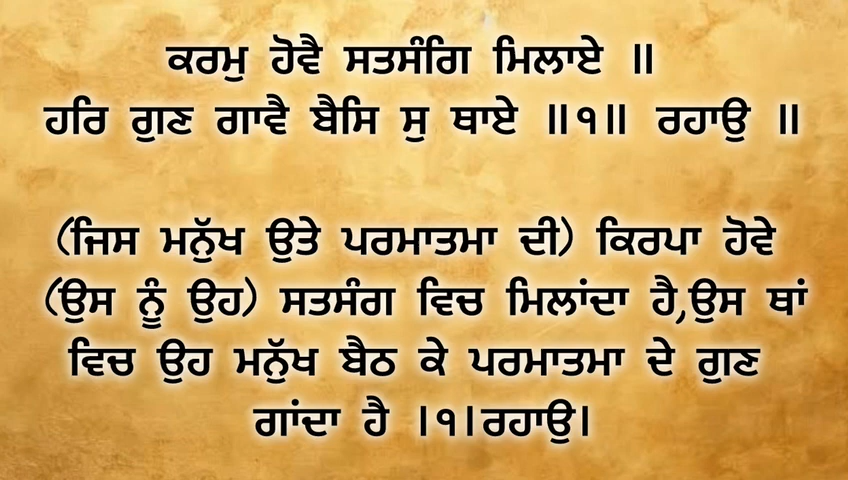 ਕਰਮੁ ਹੋਵੈ ਸਤਸੰਗਿ ਮਿਲਾਏ ॥
ਹਰਿ ਗੁਣ ਗਾਵੈ ਬੈਸਿ ਸੁ ਥਾਏ ॥੧॥ ਰਹਾਉ ॥
(ਜਿਸ ਮਨੁੱਖ ਉਤੇ ਪਰਮਾਤਮਾ ਦੀ) ਕਿਰਪਾ ਹੋਵੇ
(ਉਸ ਨੂੰ ਉਹ) ਸਤਸੰਗ ਵਿਚ ਮਿਲਾਂਦਾ ਹੈ,ਉਸ ਥਾਂ
ਵਿਚ ਉਹ ਮਨੁੱਖ ਬੈਠ ਕੇ ਪਰਮਾਤਮਾ ਦੇ ਗੁਣ
ਗਾਂਦਾ ਹੈ ।੧।ਰਹਾਉ।